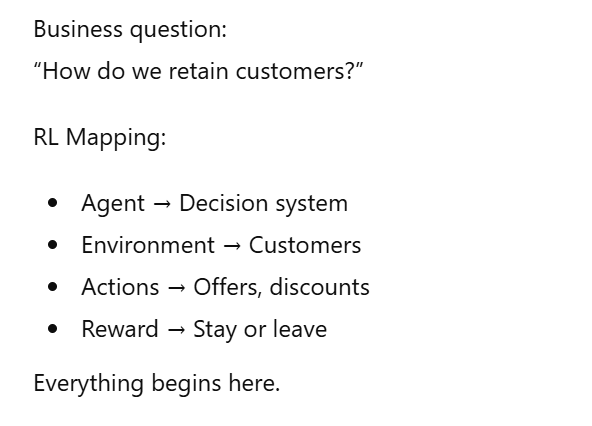 Business question:
“How do we retain customers?”
RL Mapping:
• Agent → Decision system
• Environment → Customers
• Actions → Offers, discounts
• Reward → Stay or leave
Everything begins here.